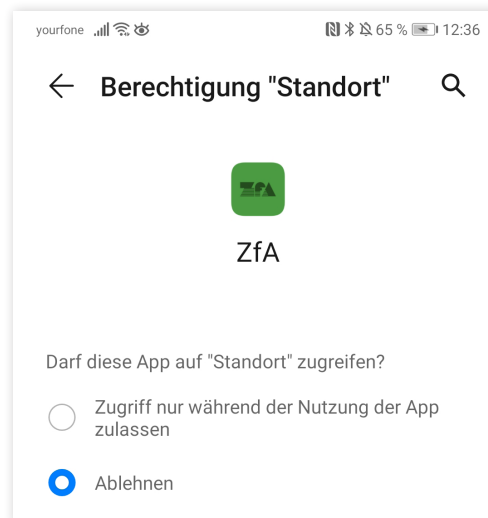 yourfone 65 % 12:36
Berechtigung "Standort"
ZfA
ZfA
Darf diese App auf "Standort" zugreifen?
Zugriff nur während der Nutzung der App
zulassen
Ablehnen